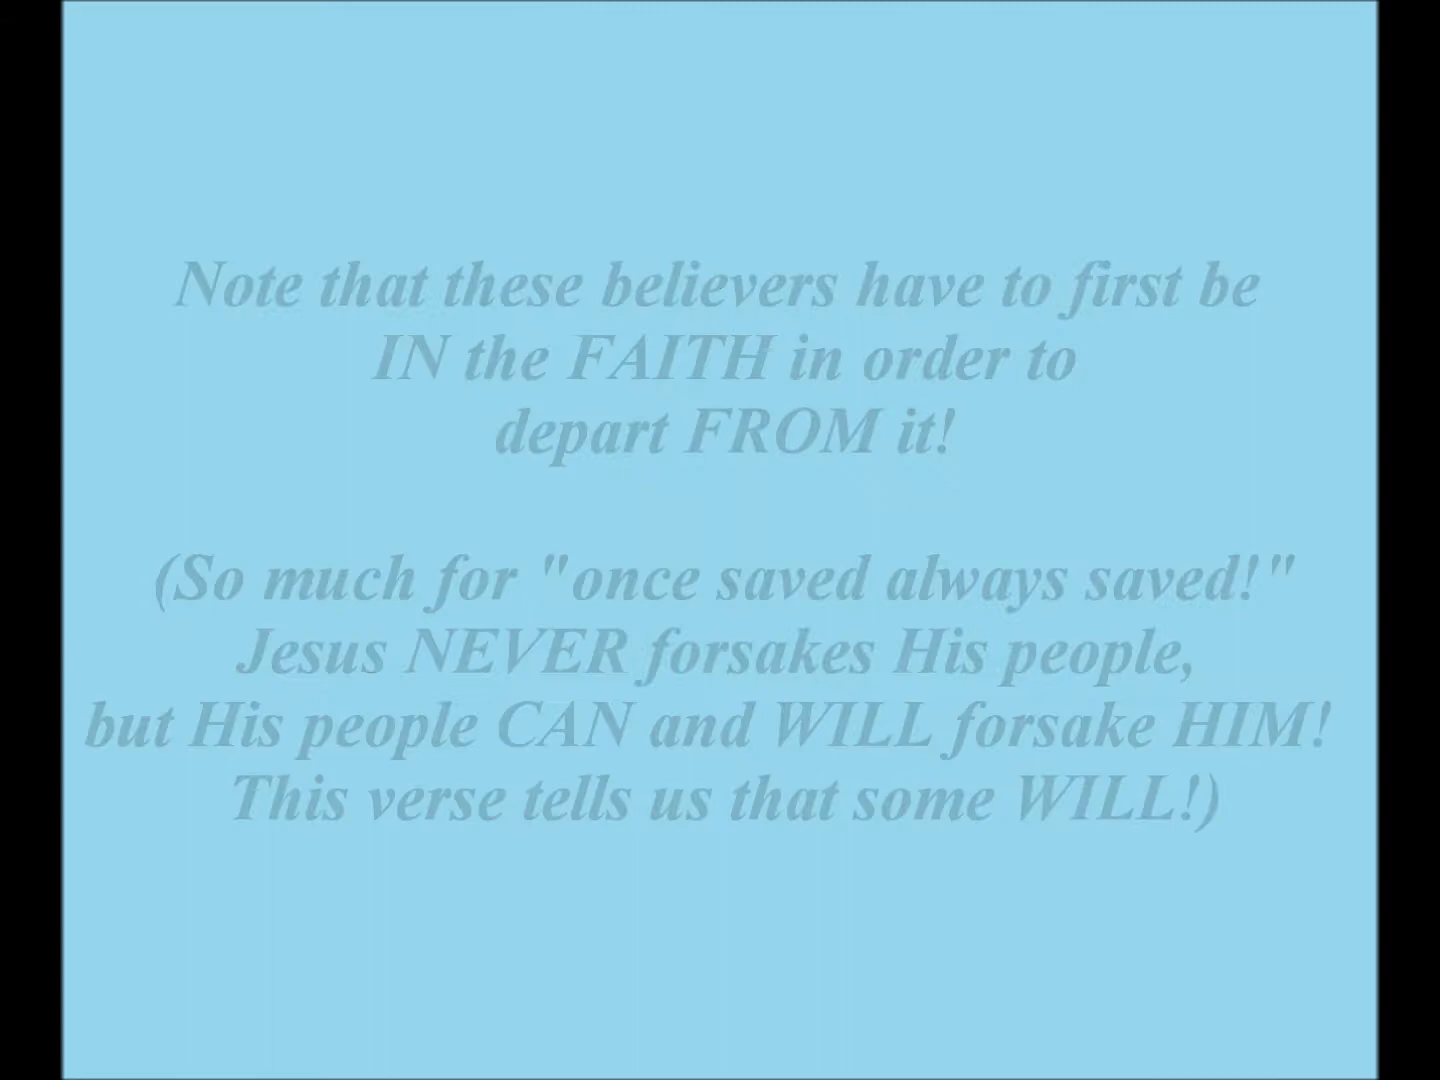 Note that these believers have to first be
IN the FAITH in order to
depart FROM it!
(So much for "once saved always saved!"
Jesus NEVER forsakes His people,
but His people CAN and WILL forsake HIM!
This verse tells us that some WILL!)